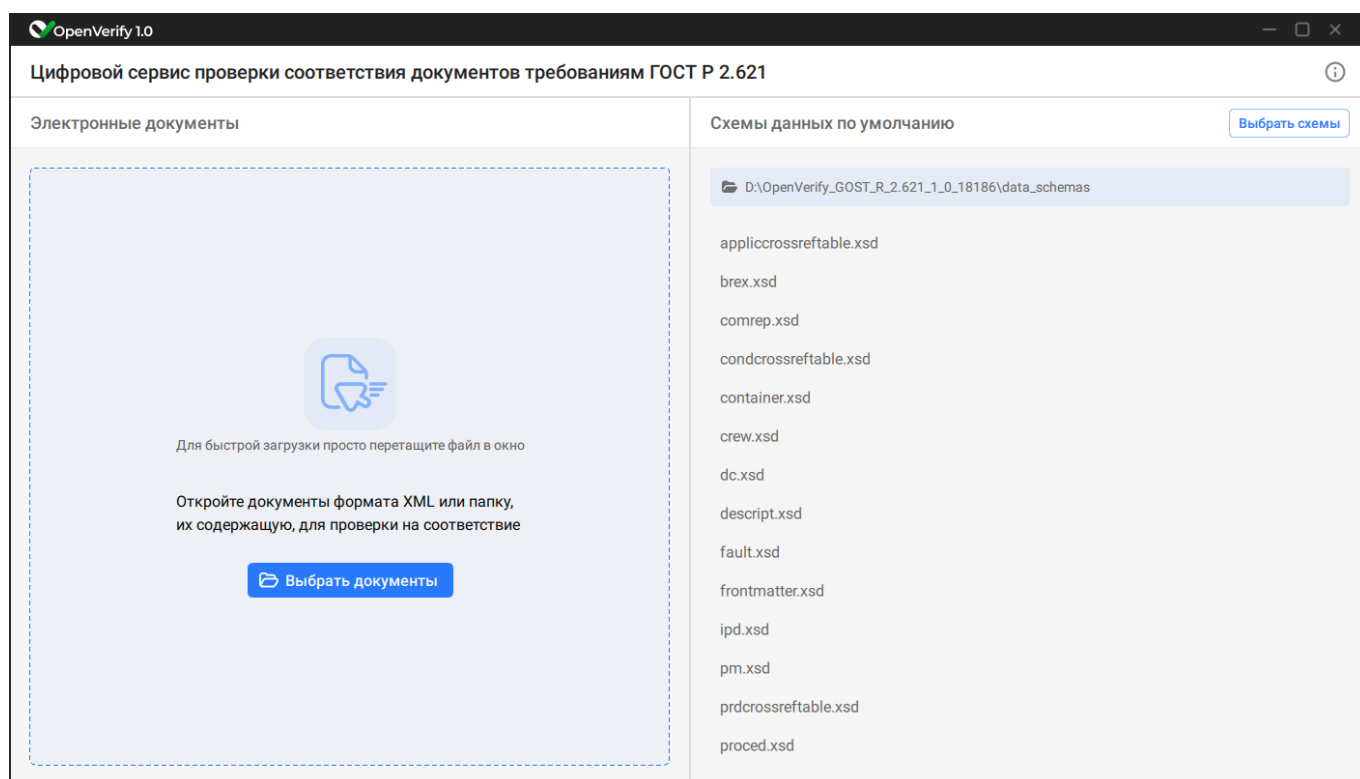 OpenVerify 1.0
Цифровой сервис проверки соответствия документов требованиям ГОСТ Р 2.621
Электронные документы
Для быстрой загрузки просто перетащите файл в окно
Откройте документы формата XML или папку,
их содержащую, для проверки на соответствие
Выбрать документы
Схемы данных по умолчанию
Выбрать схемы
D:\OpenVerify_GOST_R_2.621_1_0_18186\data_schemas
appliccrossreftable.xsd
brex.xsd
comrep.xsd
condcrossreftable.xsd
container.xsd
crew.xsd
dc.xsd
descript.xsd
fault.xsd
frontmatter.xsd
ipd.xsd
pm.xsd
prdcrossreftable.xsd
proced.xsd